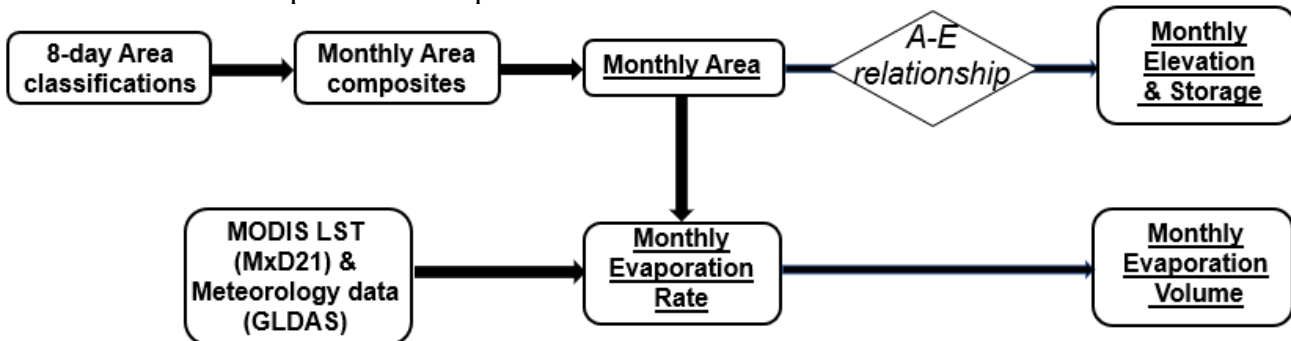 8-day Area
classifications
Monthly Area
composites
Monthly Area
A-E
relationship
Monthly
Elevation
& Storage
MODIS LST
(MxD21) &
Meteorology data
(GLDAS)
Monthly
Evaporation
Rate
Monthly
Evaporation
Volume